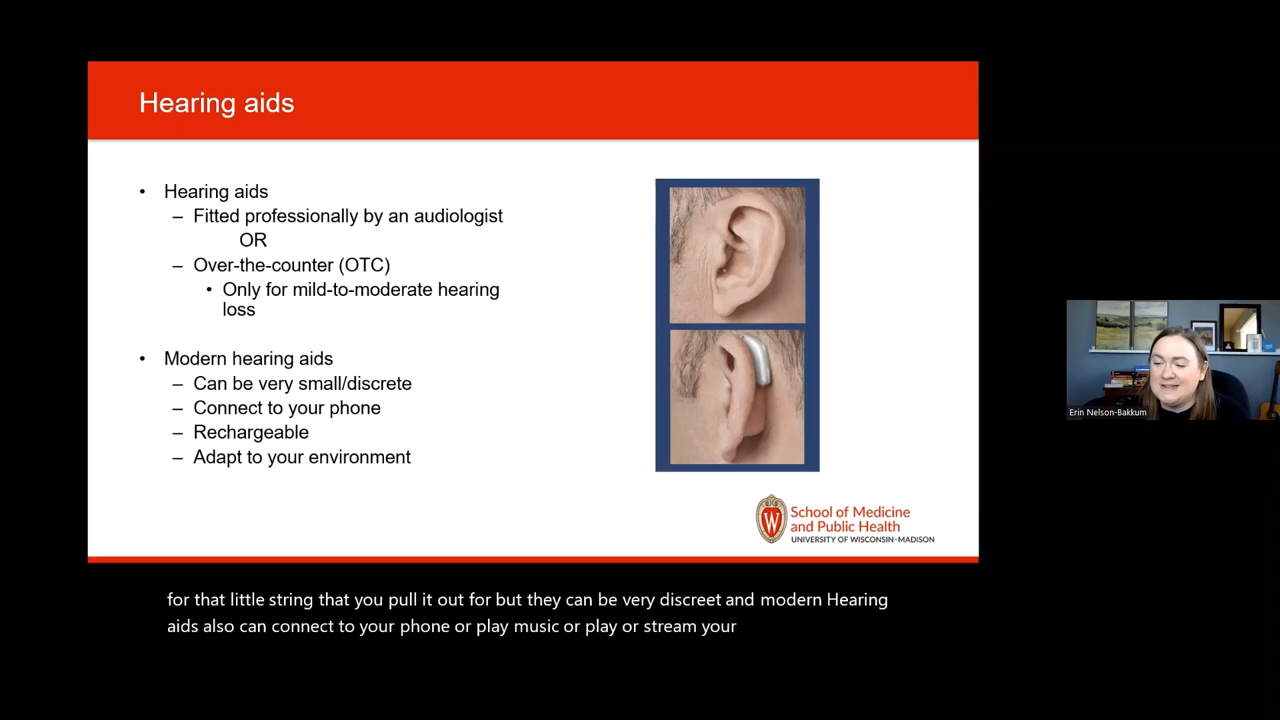 Hearing aids
• Hearing aids
– Fitted professionally by an audiologist
OR
– Over-the-counter (OTC)
• Only for mild-to-moderate hearing
loss
• Modern hearing aids
– Can be very small/discrete
– Connect to your phone
– Rechargeable
– Adapt to your environment
W
School of Medicine
and Public Health
UNIVERSITY OF WISCONSIN–MADISON
Erin Nelson-Bakkum
for that little string that you pull it out for but they can be very discreet and modern Hearing
aids also can connect to your phone or play music or play or stream your